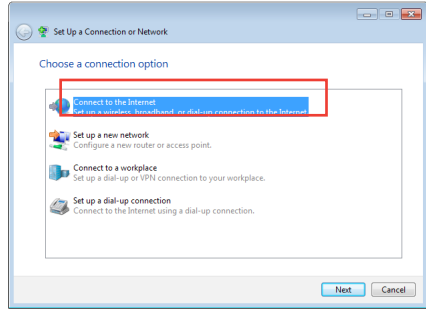 Set Up a Connection or Network
Choose a connection option
Connect to the Internet
Set up a wireless, broadband, or dial-up connection to the Internet.
Set up a new network
Configure a new router or access point.
Connect to a workplace
Set up a dial-up or VPN connection to your workplace.
Set up a dial-up connection
Connect to the Internet using a dial-up connection.
Next Cancel